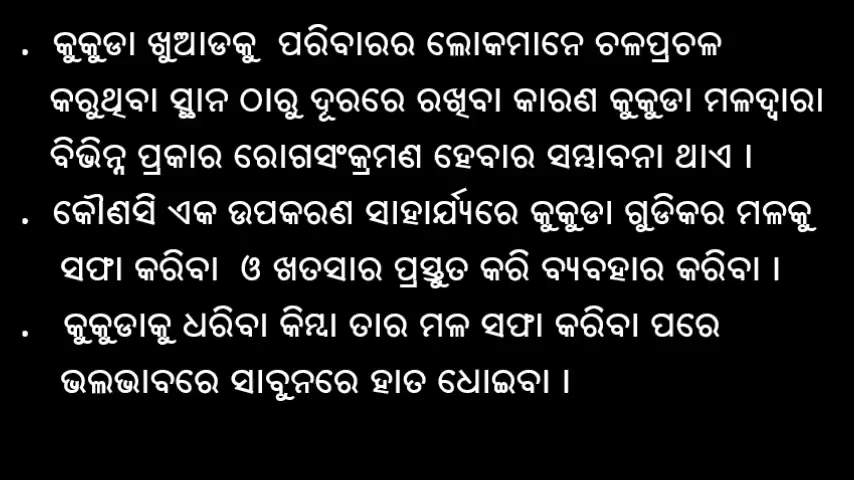 . କୁକୁଡା ଖୁଆଡକୁ ପରିବାରର ଲୋକମାନେ ଚଳପ୍ରଚଳ
କରୁଥିବା ସ୍ଥାନ ଠାରୁ ଦୂରରେ ରଖିବା କାରଣ କୁକୁଡା ମଳଦ୍ୱାରା
ବିଭିନ୍ନ ପ୍ରକାର ରୋଗସଂକ୍ରମଣ ହେବାର ସମ୍ଭାବନା ଥାଏ ।
. କୌଣସି ଏକ ଉପକରଣ ସାହାର୍ଯ୍ୟରେ କୁକୁଡା ଗୁଡିକର ମଳକୁ
ସଫା କରିବା ଓ ଖତସାର ପ୍ରସ୍ତୁତ କରି ବ୍ୟବହାର କରିବା ।
. କୁକୁଡାକୁ ଧରିବା କିମ୍ବା ତାର ମଳ ସଫା କରିବା ପରେ
ଭଲଭାବରେ ସାବୁନରେ ହାତ ଧୋଇବା ।